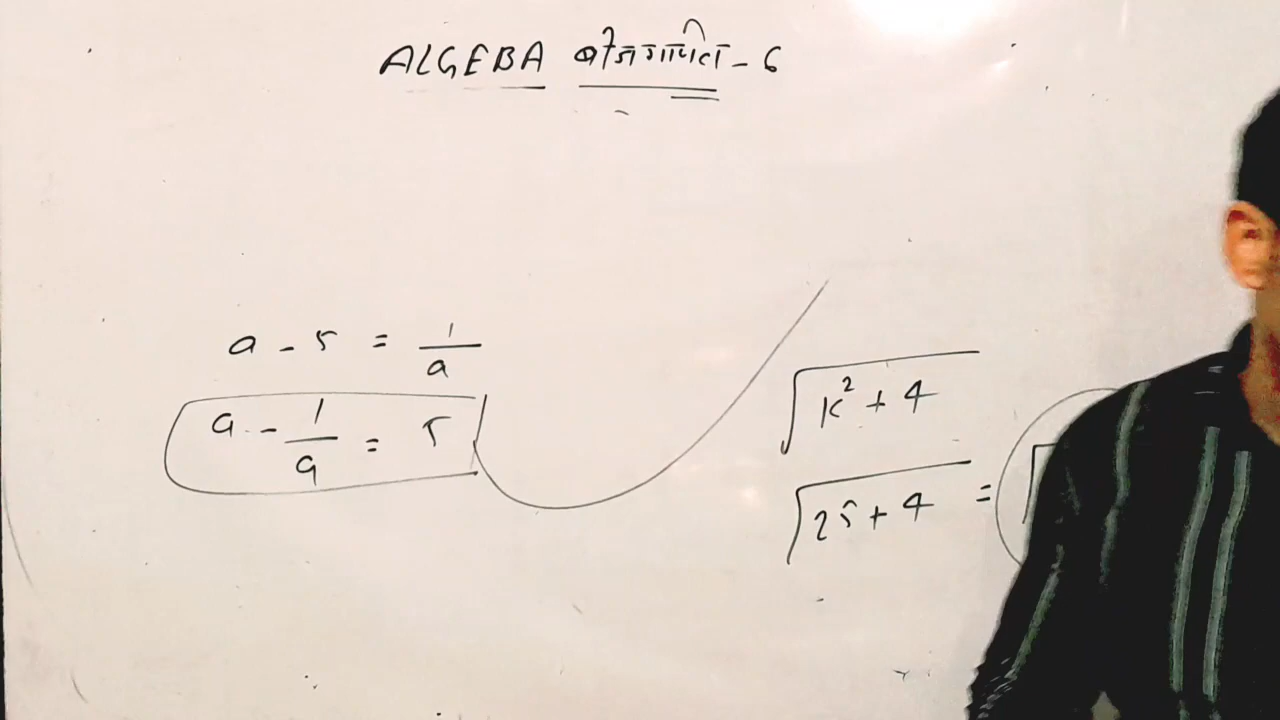 ALGEBA बीजगणित - 6
a - 5 = 1/a
a - 1/a = 5
√(k² + 4)
√(25 + 4) = √